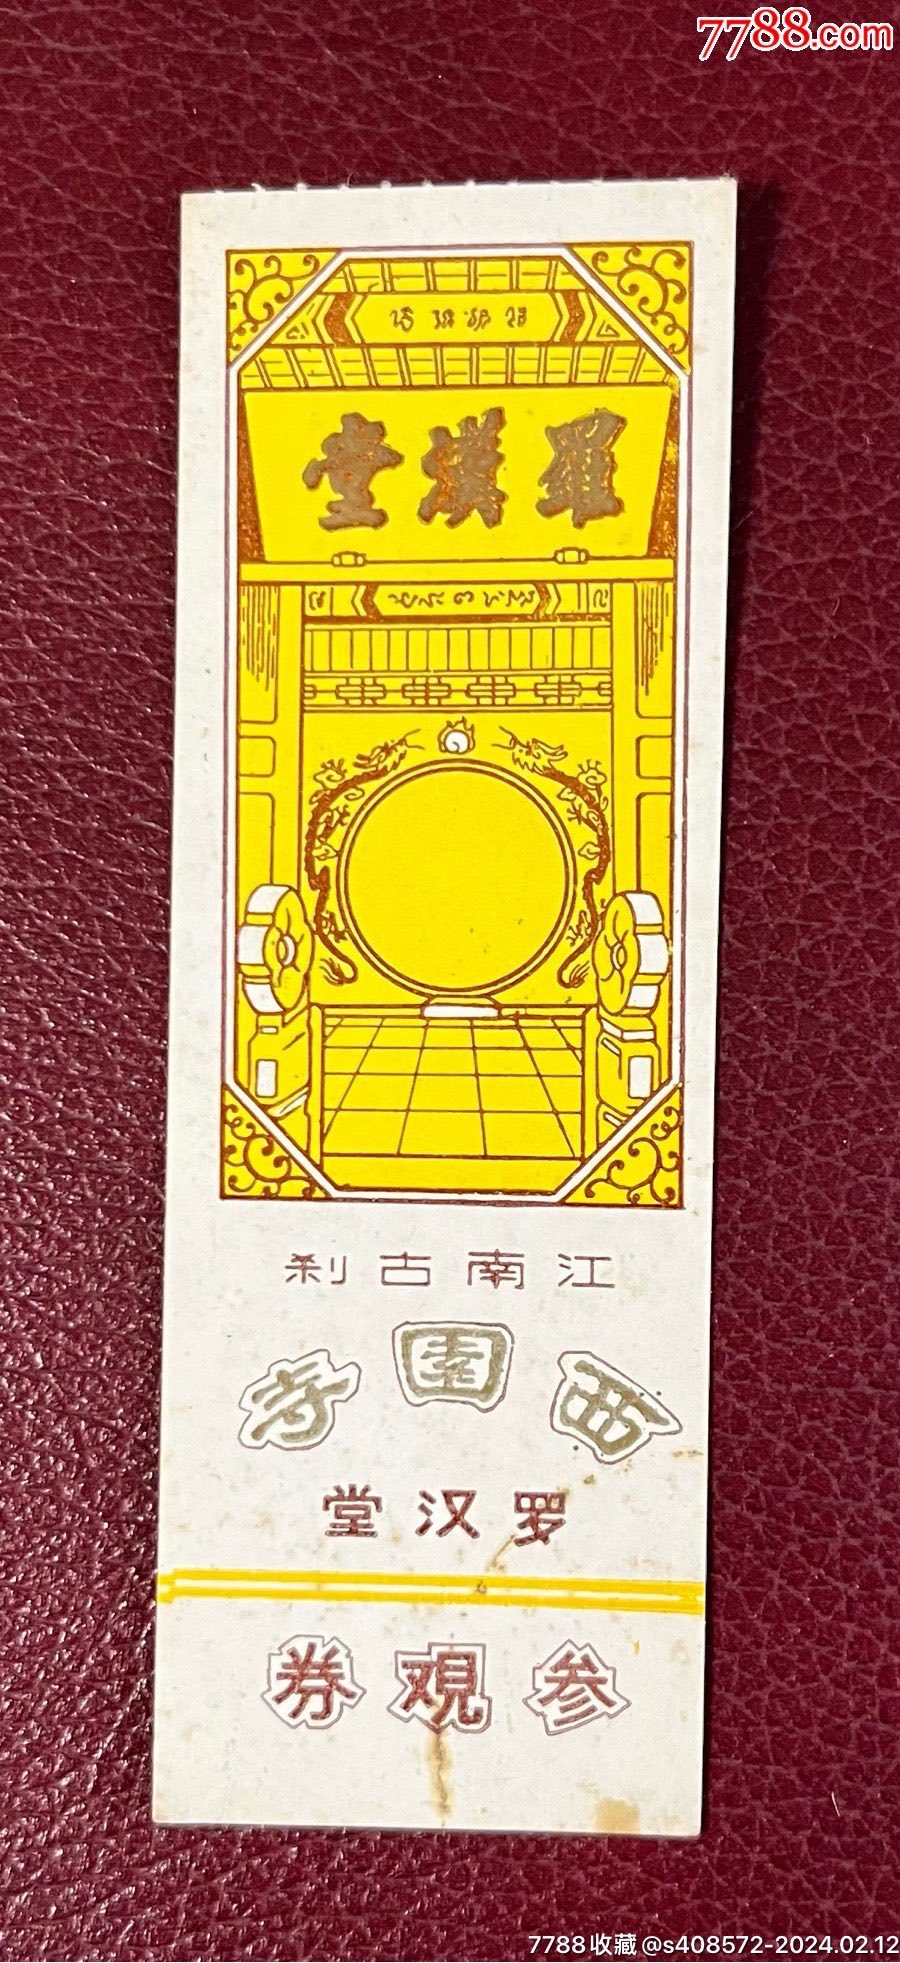 7788.com
羅漢堂
江南古刹
西園寺
罗汉堂
参观券
7788收藏@s408572-2024.02.12